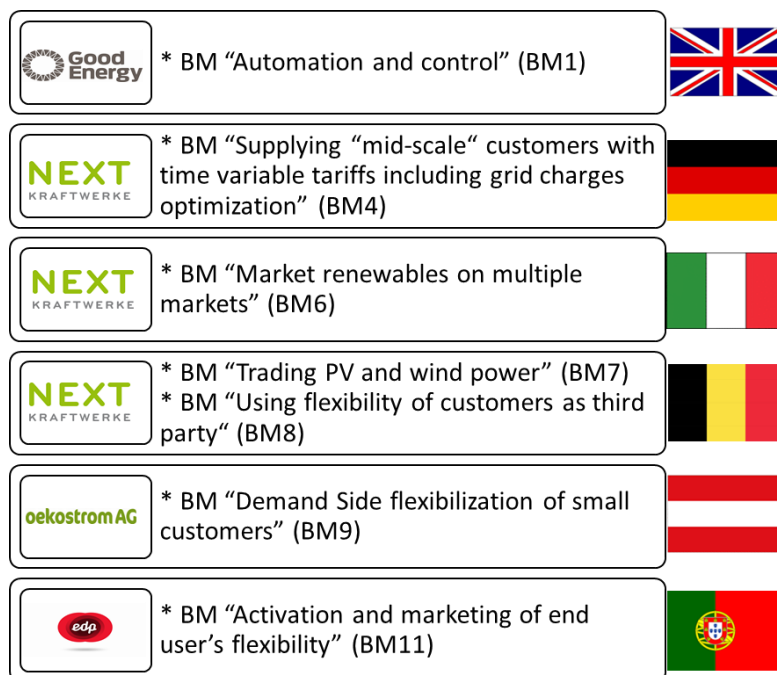 Good
Energy
* BM “Automation and control” (BM1)
NEXT
KRAFTWERKE
* BM “Supplying “mid-scale“ customers with
time variable tariffs including grid charges
optimization” (BM4)
NEXT
KRAFTWERKE
* BM “Market renewables on multiple
markets” (BM6)
NEXT
KRAFTWERKE
* BM “Trading PV and wind power” (BM7)
* BM “Using flexibility of customers as third
party“ (BM8)
oekostrom AG
* BM “Demand Side flexibilization of small
customers” (BM9)
edp
* BM “Activation and marketing of end
user’s flexibility” (BM11)